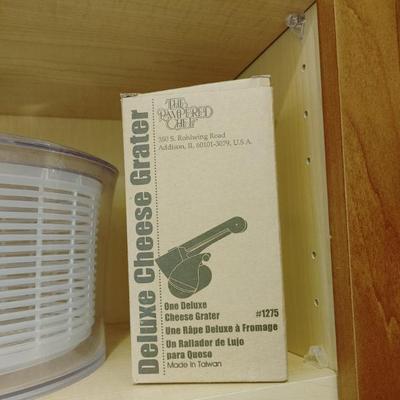 Deluxe Cheese Grater
THE
PAMPERED
CHEF
350 S. Rohlwing Road
Addison, IL 60101-3079, U.S.A.
One Deluxe
Cheese Grater #1275
Une Râpe Deluxe à Fromage
Un Rallador de Lujo
para Queso
Made in Taiwan